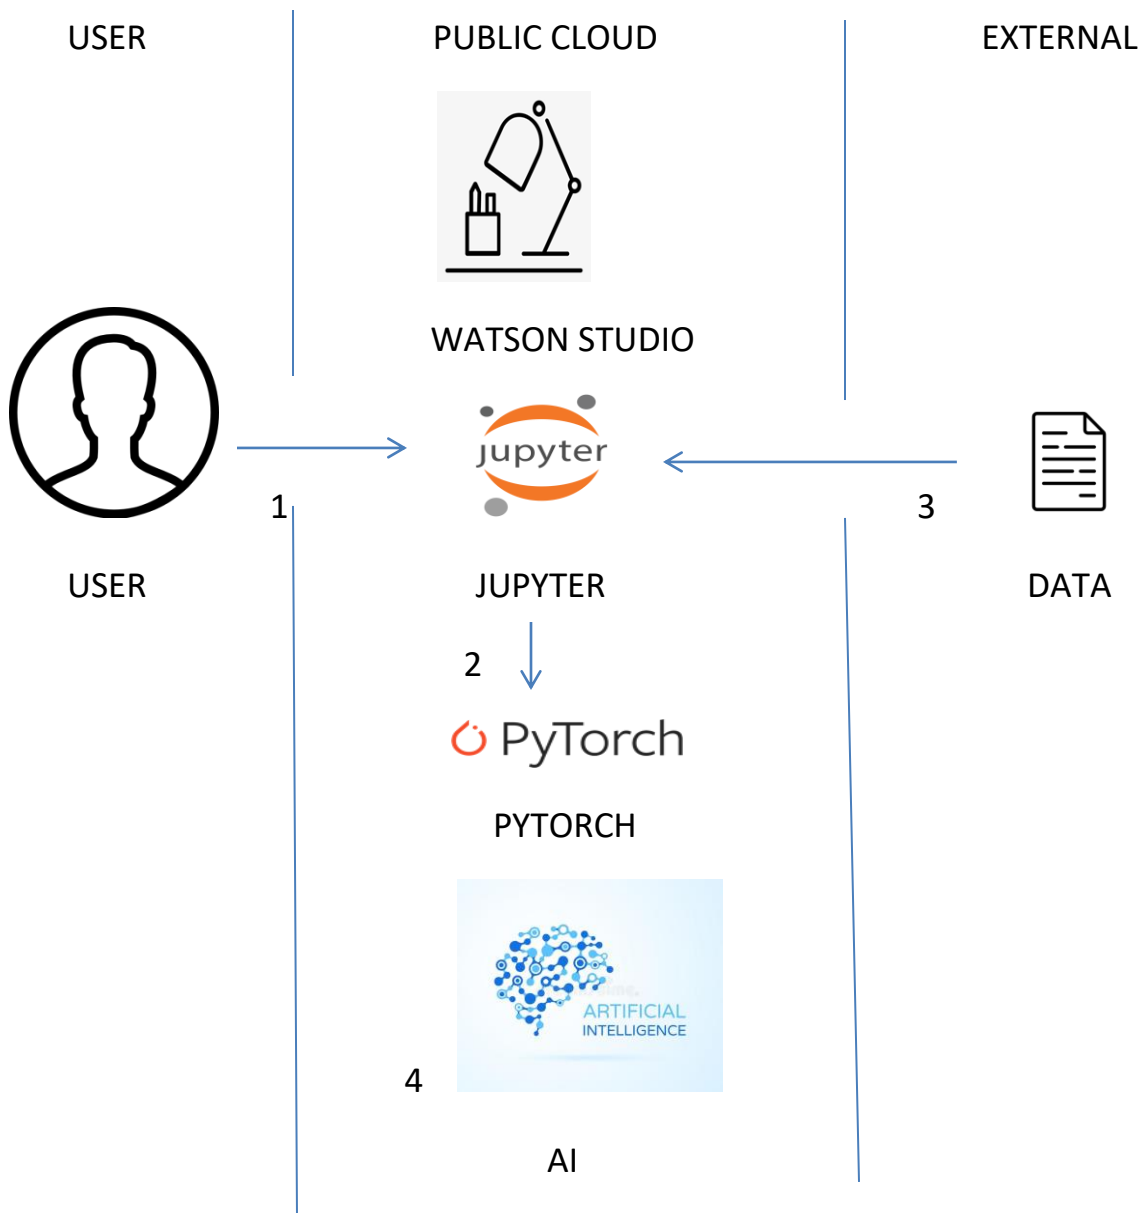 USER
PUBLIC CLOUD
EXTERNAL
WATSON STUDIO
jupyter
1
3
USER
JUPYTER
DATA
2
PyTorch
PYTORCH
ARTIFICIAL
INTELLIGENCE
4
AI